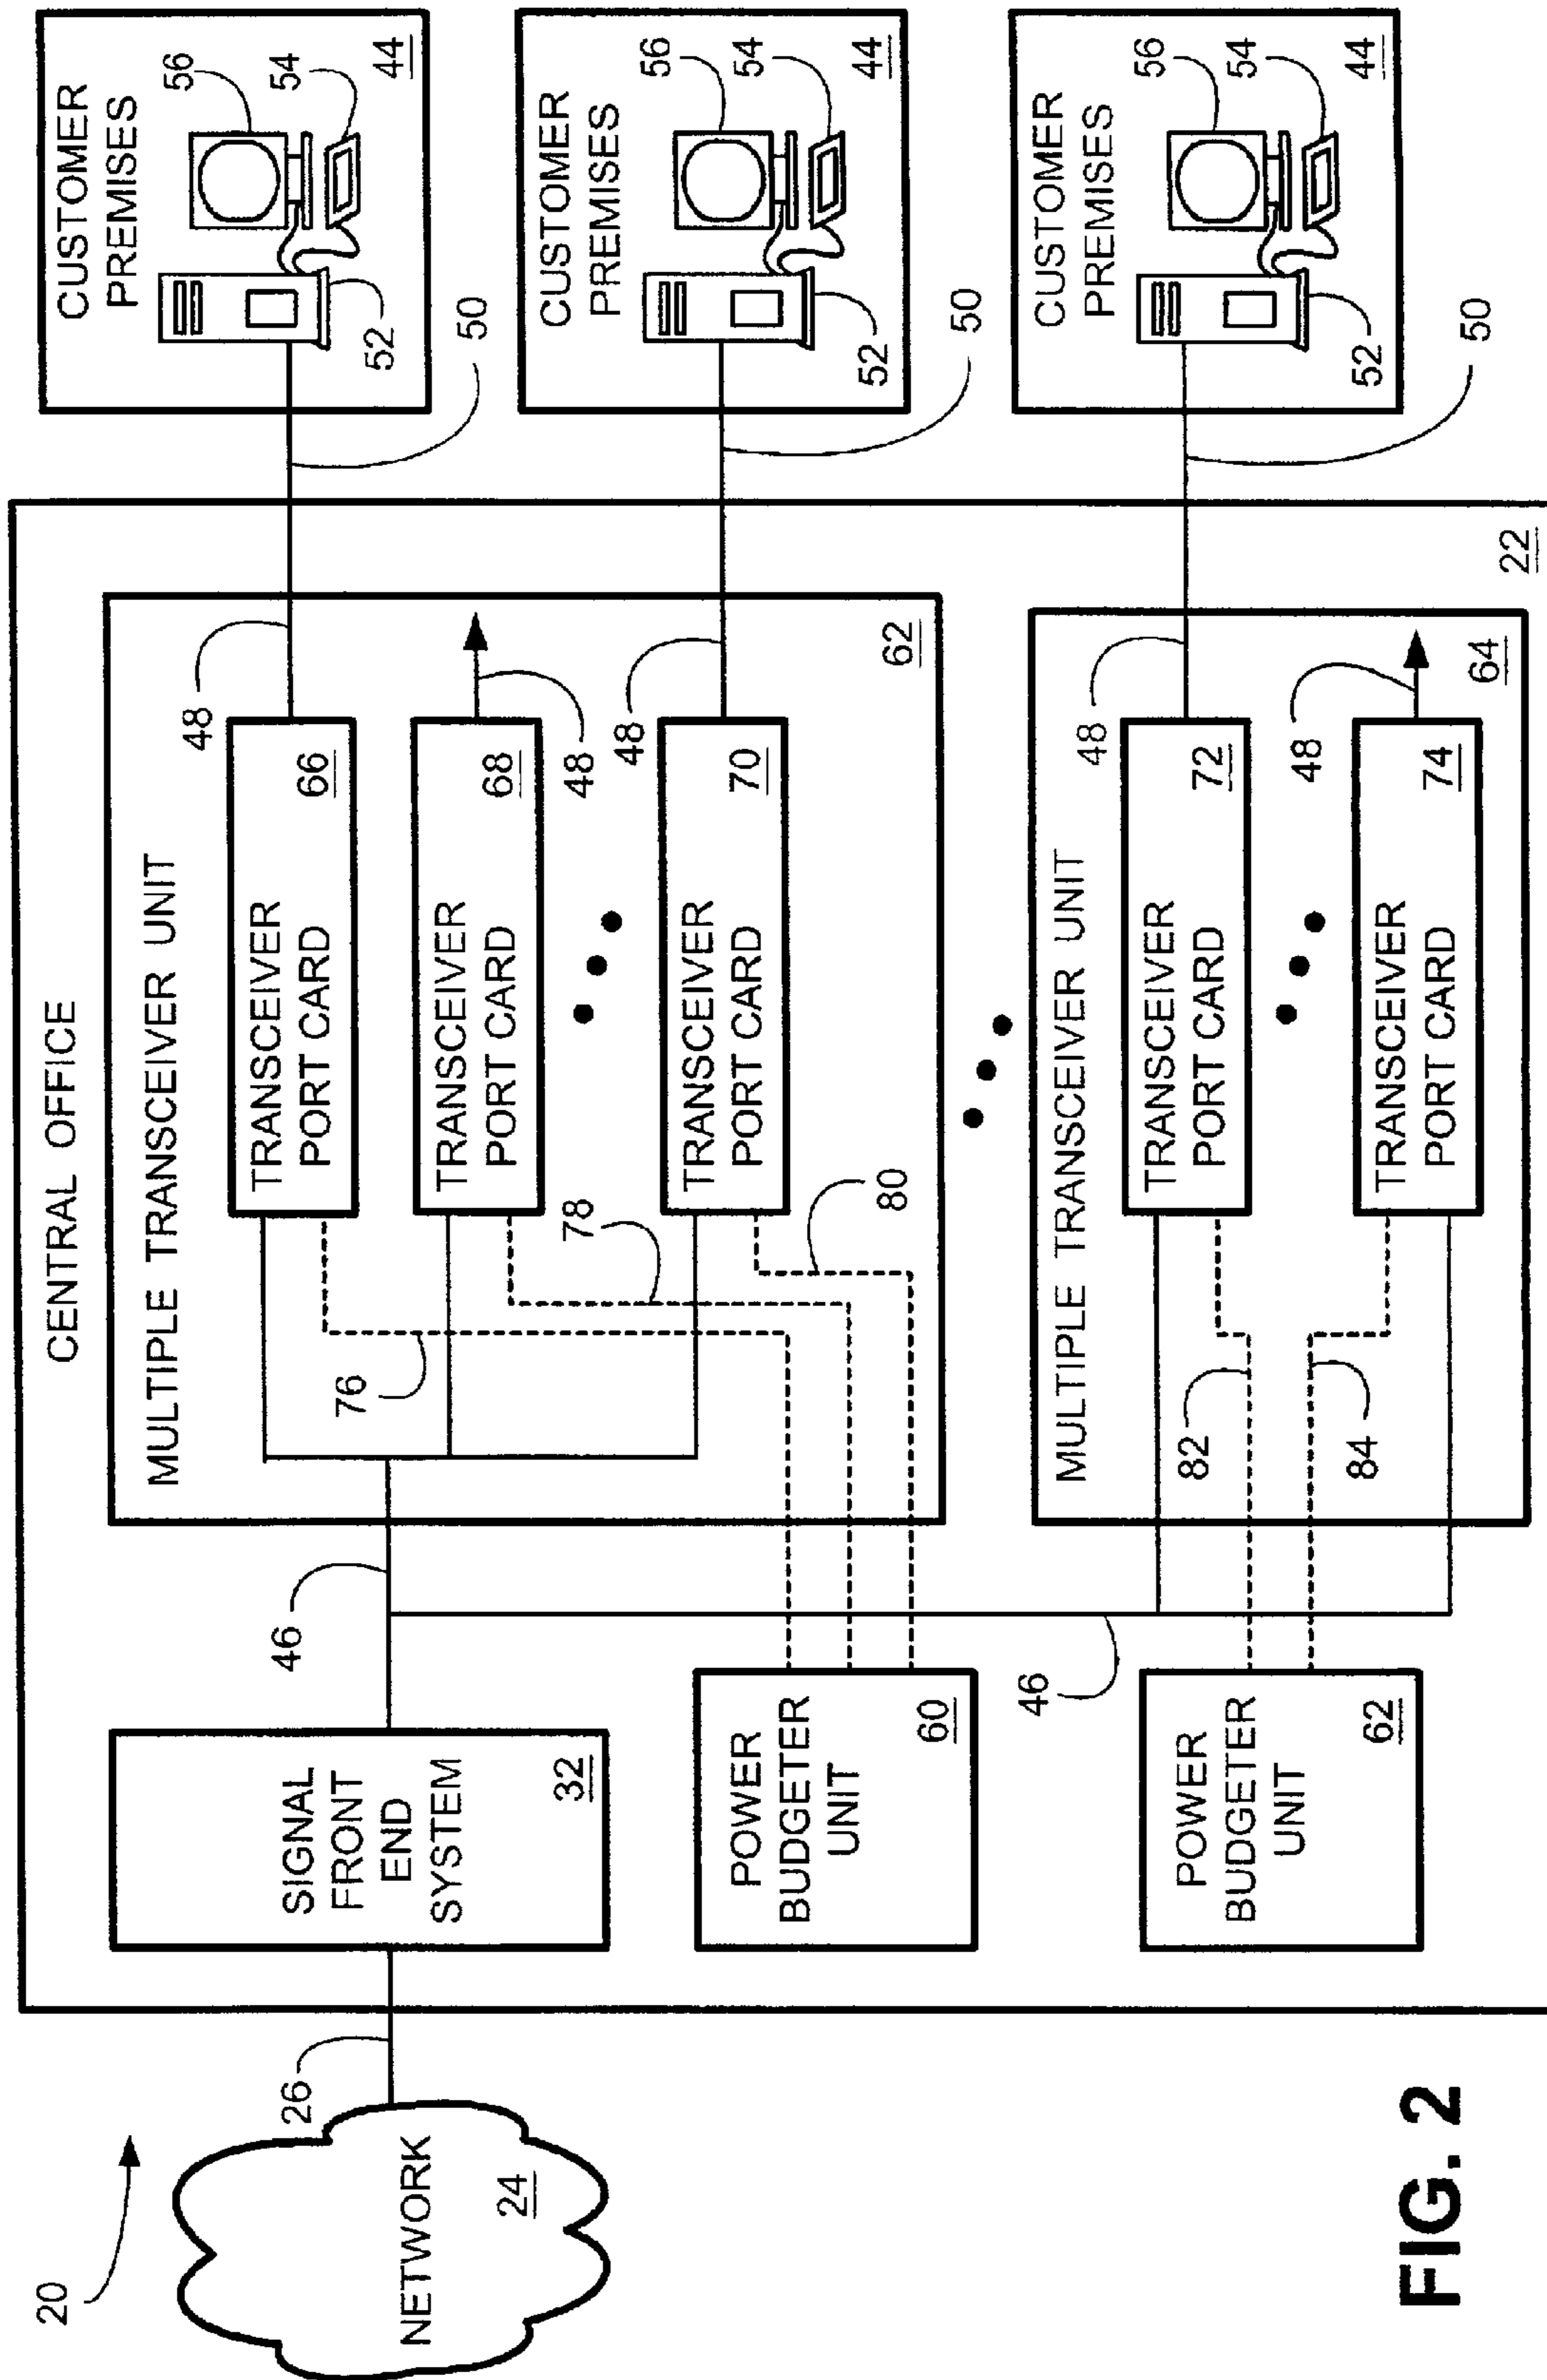 20
NETWORK
24
26
CENTRAL OFFICE
22
SIGNAL
FRONT
END
SYSTEM
32
46
POWER
BUDGETER
UNIT
60
POWER
BUDGETER
UNIT
62
46
MULTIPLE TRANSCEIVER UNIT
62
TRANSCEIVER
PORT CARD
66
48
TRANSCEIVER
PORT CARD
68
48
TRANSCEIVER
PORT CARD
70
48
76
78
80
MULTIPLE TRANSCEIVER UNIT
64
TRANSCEIVER
PORT CARD
72
48
TRANSCEIVER
PORT CARD
74
48
82
84
50
CUSTOMER
PREMISES
56
54
52
44
50
CUSTOMER
PREMISES
56
54
52
44
50
CUSTOMER
PREMISES
56
54
52
44
FIG. 2